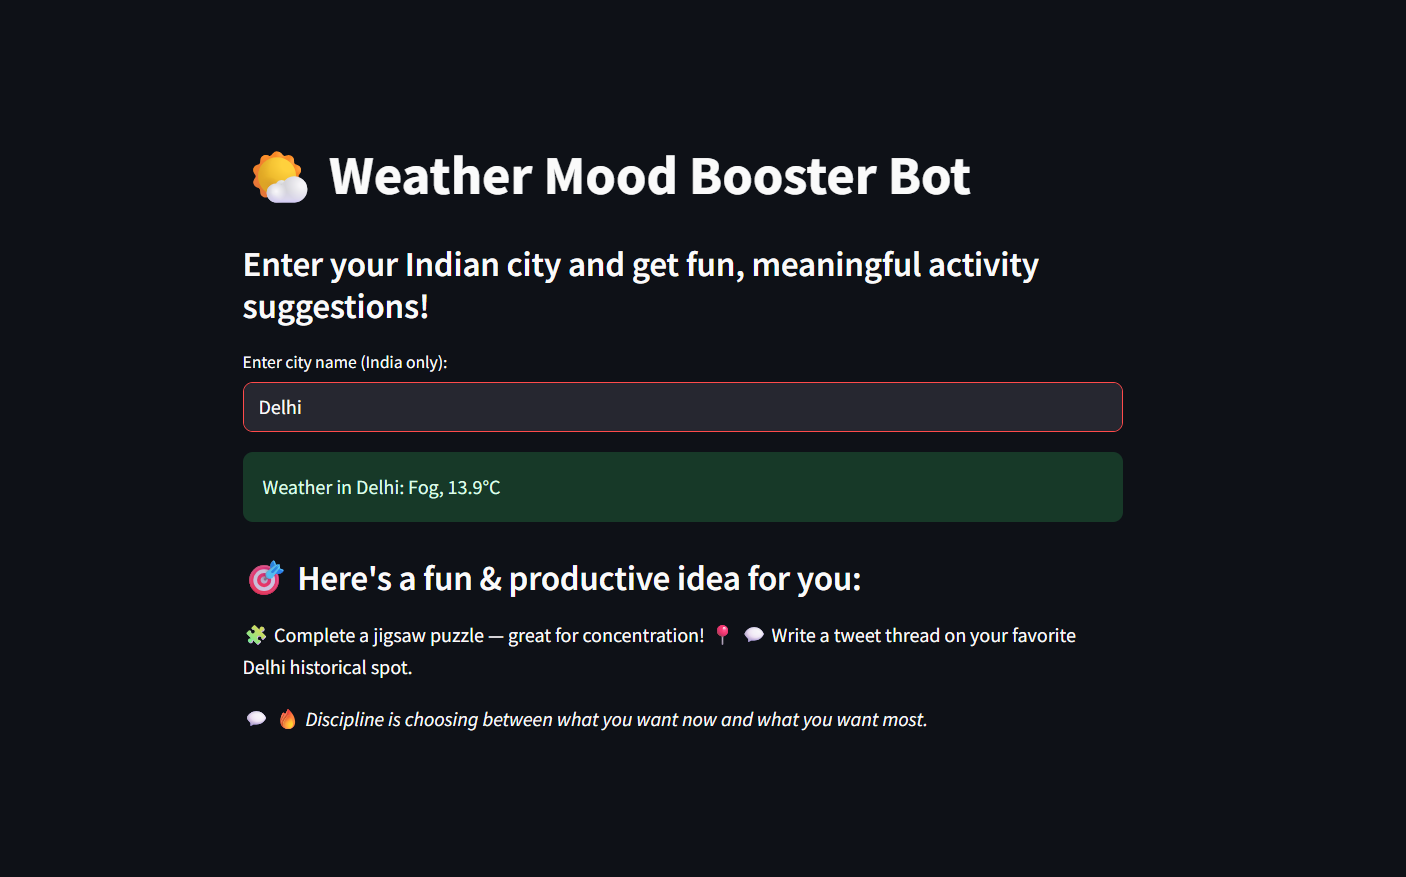 Weather Mood Booster Bot
Enter your Indian city and get fun, meaningful activity
suggestions!
Enter city name (India only):
Delhi
Weather in Delhi: Fog, 13.9°C
Here's a fun & productive idea for you:
Complete a jigsaw puzzle — great for concentration! 📍 💬 Write a tweet thread on your favorite
Delhi historical spot.
Discipline is choosing between what you want now and what you want most.